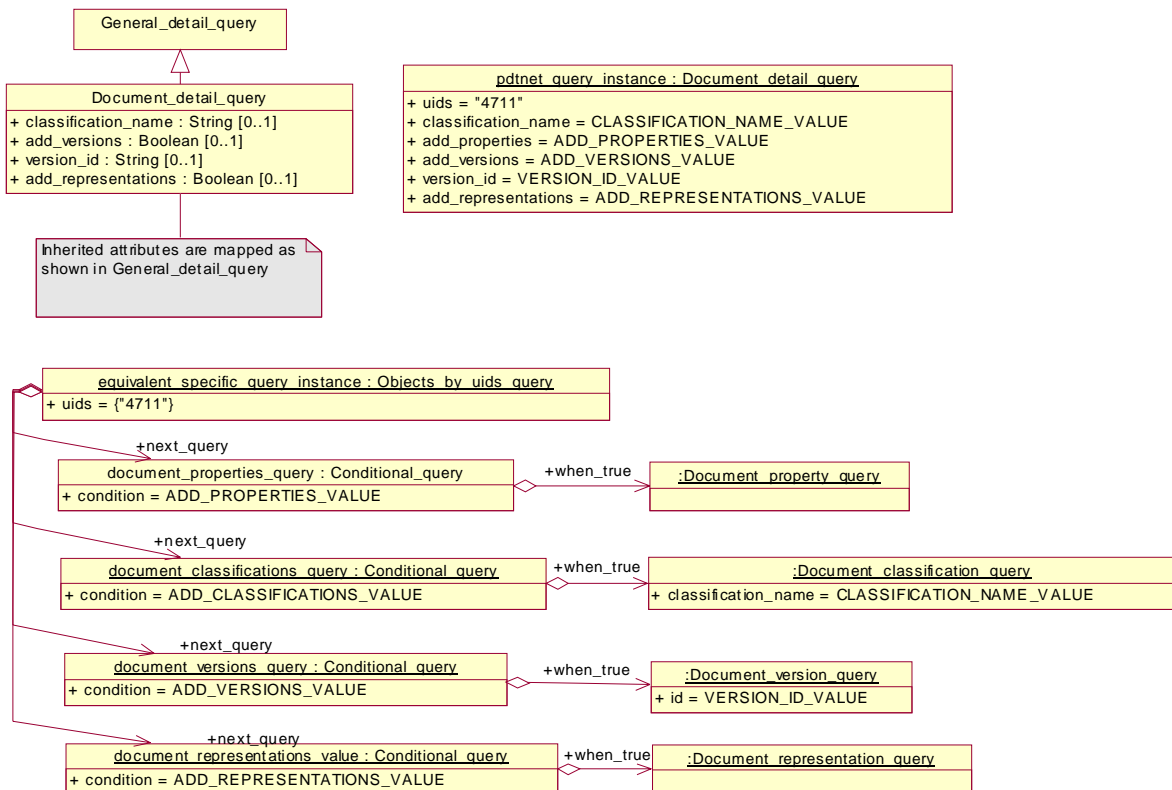 General_detail_query
Document_detail_query
+ classification_name : String [0..1]
+ add_versions : Boolean [0..1]
+ version_id : String [0..1]
+ add_representations : Boolean [0..1]
Inherited attributes are mapped as
shown in General_detail_query
pdtnet_query_instance : Document_detail_query
+ uids = "4711"
+ classification_name = CLASSIFICATION_NAME_VALUE
+ add_properties = ADD_PROPERTIES_VALUE
+ add_versions = ADD_VERSIONS_VALUE
+ version_id = VERSION_ID_VALUE
+ add_representations = ADD_REPRESENTATIONS_VALUE
equivalent_specific_query_instance : Objects_by_uids_query
+ uids = {"4711"}
+next_query
document_properties_query : Conditional_query
+ condition = ADD_PROPERTIES_VALUE
+when_true
:Document_property_query
+next_query
document_classifications_query : Conditional_query
+ condition = ADD_CLASSIFICATIONS_VALUE
+when_true
:Document_classification_query
+ classification_name = CLASSIFICATION_NAME_VALUE
+next_query
document_versions_query : Conditional_query
+ condition = ADD_VERSIONS_VALUE
+when_true
:Document_version_query
+ id = VERSION_ID_VALUE
+next_query
document_representations_value : Conditional_query
+ condition = ADD_REPRESENTATIONS_VALUE
+when_true
:Document_representation_query